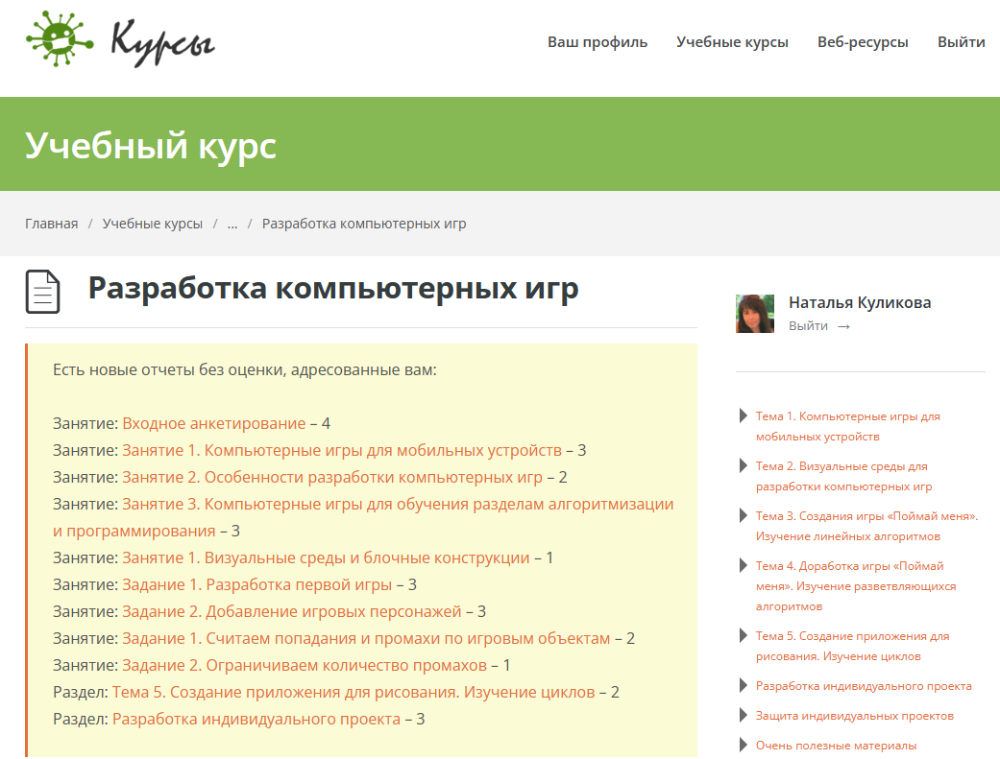 Курсы
Ваш профиль Учебные курсы Веб-ресурсы Выйти
Учебный курс
Главная / Учебные курсы / ... / Разработка компьютерных игр
Разработка компьютерных игр
Есть новые отчеты без оценки, адресованные вам:
Занятие: Входное анкетирование – 4
Занятие: Занятие 1. Компьютерные игры для мобильных устройств – 3
Занятие: Занятие 2. Особенности разработки компьютерных игр – 2
Занятие: Занятие 3. Компьютерные игры для обучения разделам алгоритмизации
и программирования – 3
Занятие: Занятие 1. Визуальные среды и блочные конструкции – 1
Занятие: Задание 1. Разработка первой игры – 3
Занятие: Задание 2. Добавление игровых персонажей – 3
Занятие: Задание 1. Считаем попадания и промахи по игровым объектам – 2
Занятие: Задание 2. Ограничиваем количество промахов – 1
Раздел: Тема 5. Создание приложения для рисования. Изучение циклов – 2
Раздел: Разработка индивидуального проекта – 3
Наталья Куликова
Выйти →
Тема 1. Компьютерные игры для
мобильных устройств
Тема 2. Визуальные среды для
разработки компьютерных игр
Тема 3. Создания игры «Поймай меня».
Изучение линейных алгоритмов
Тема 4. Доработка игры «Поймай
меня». Изучение разветвляющихся
алгоритмов
Тема 5. Создание приложения для
рисования. Изучение циклов
Разработка индивидуального проекта
Защита индивидуальных проектов
Очень полезные материалы